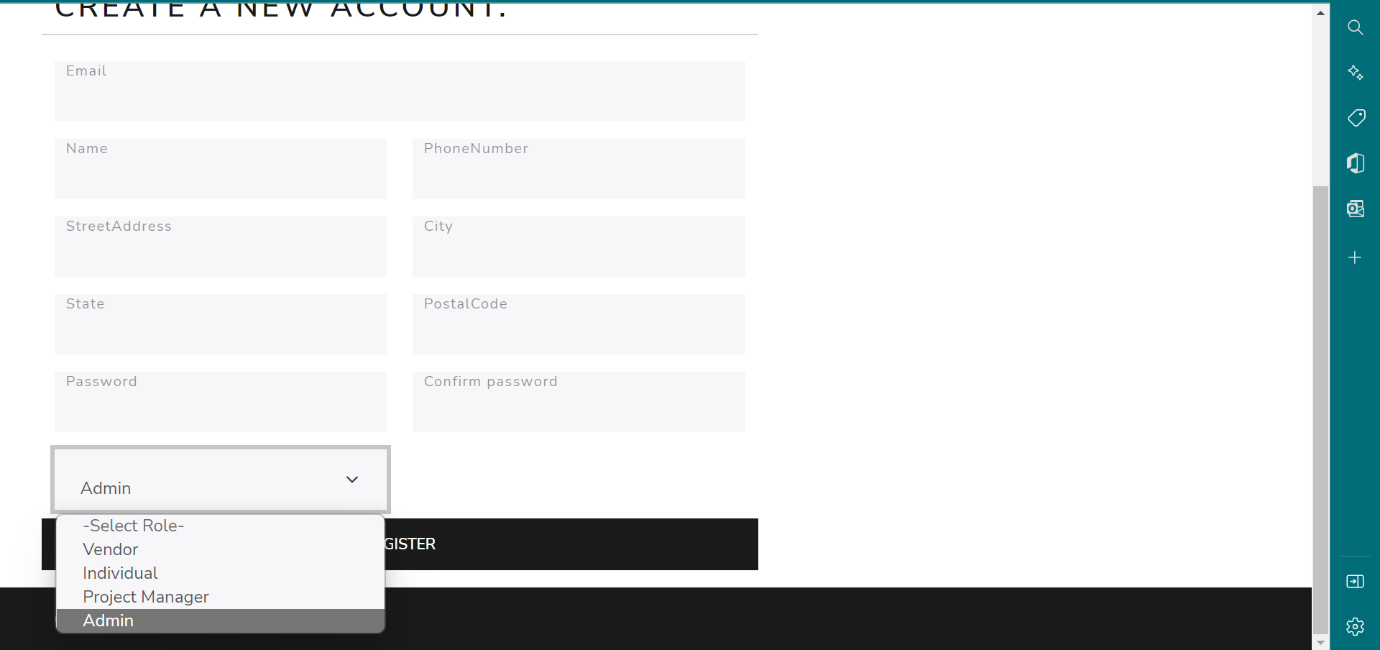 CREATE A NEW ACCOUNT.
Email
Name
PhoneNumber
StreetAddress
City
State
PostalCode
Password
Confirm password
Admin
-Select Role-
GISTER
Vendor
Individual
Project Manager
Admin